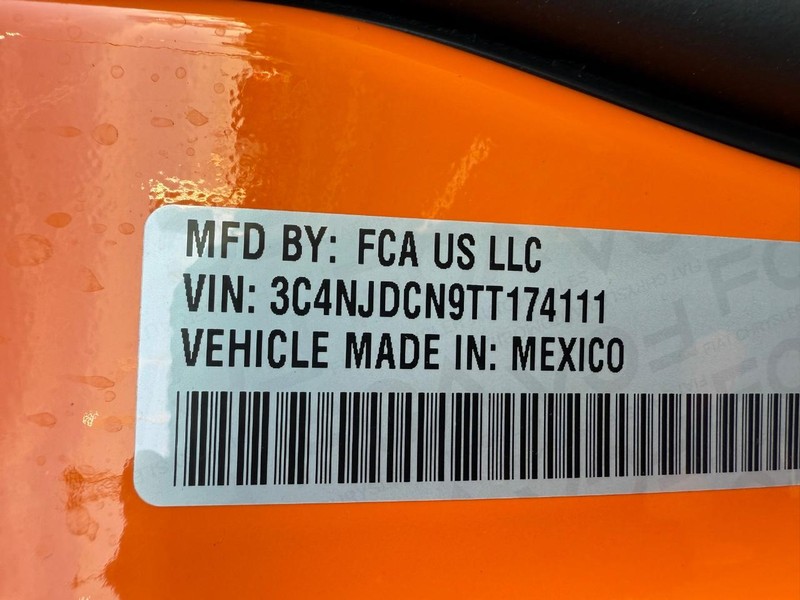 MFD BY: FCA US LLC
VIN: 3C4NJDCN9TT174111
VEHICLE MADE IN: MEXICO